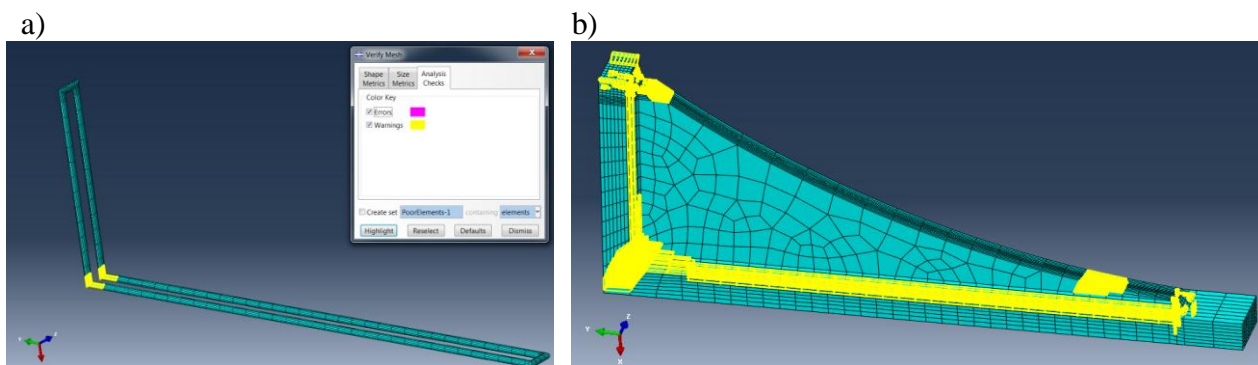 a)
b)
Verify Mesh
Shape Metrics
Size Metrics
Analysis Checks
Color Key
Errors
Warnings
Create set PoorElements-1 containing elements
Highlight Reselect Defaults Dismiss
Y Z
Y Z X